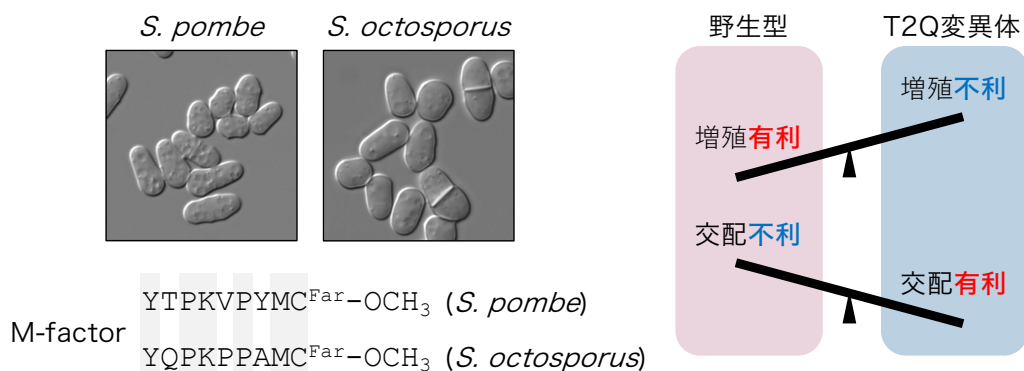 S. pombe
S. octosporus
M-factor
YTPKVPYMCFar-OCH3 (S. pombe)
YQPKPPAMCFar-OCH3 (S. octosporus)
野生型
T2Q変異体
増殖不利
増殖有利
交配不利
交配有利